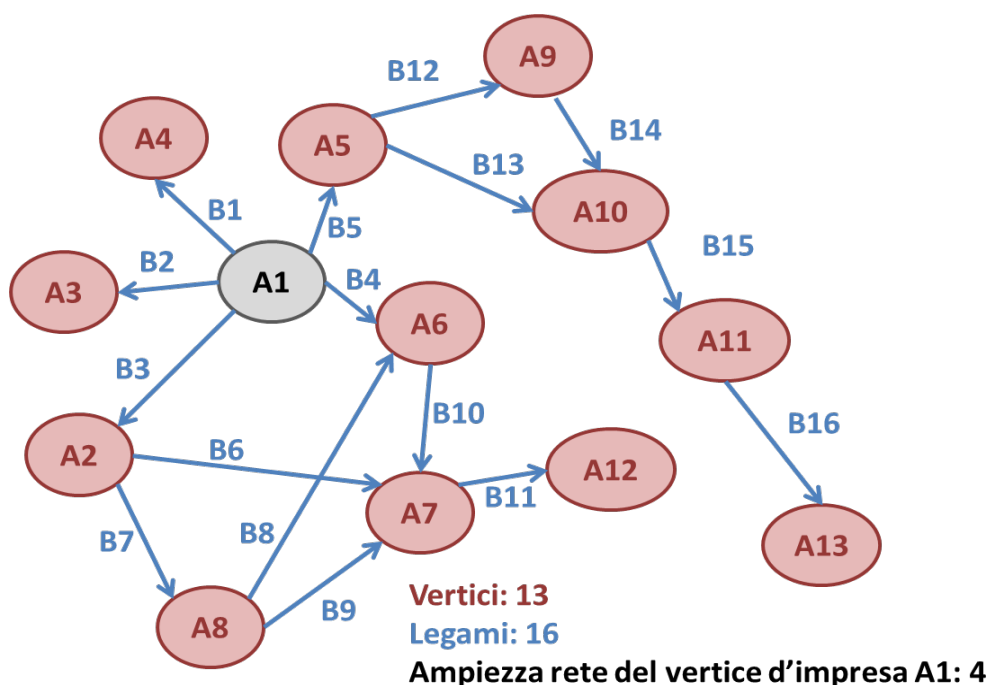 A9
B12
A4
A5
B14
B13
A10
B1
B5
B2
A1
B4
B15
A3
A6
A11
B3
B10
B16
A2
B6
A12
B11
A7
B7
B8
A13
B9
A8
Vertici: 13
Legami: 16
Ampiezza rete del vertice d’impresa A1: 4